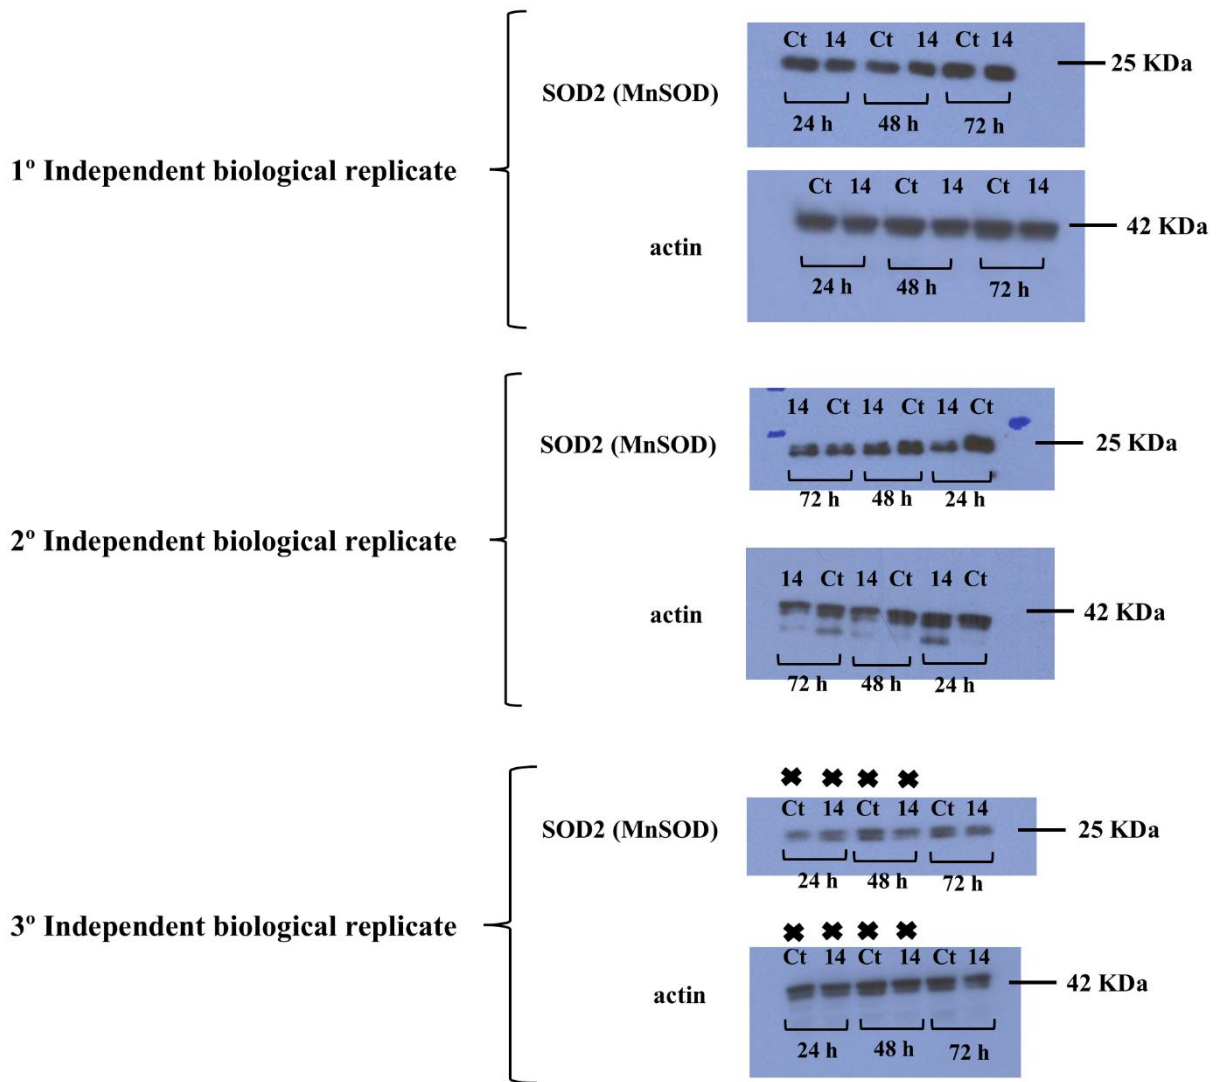 Ct 14 Ct 14 Ct 14
25 KDa
SOD2 (MnSOD)
24 h 48 h 72 h
1º Independent biological replicate
Ct 14 Ct 14 Ct 14
42 KDa
actin
24 h 48 h 72 h
14 Ct 14 Ct 14 Ct
SOD2 (MnSOD)
25 KDa
72 h 48 h 24 h
2º Independent biological replicate
14 Ct 14 Ct 14 Ct
actin
42 KDa
72 h 48 h 24 h
Ct 14 Ct 14 Ct 14
SOD2 (MnSOD)
25 KDa
24 h 48 h 72 h
3º Independent biological replicate
Ct 14 Ct 14 Ct 14
actin
42 KDa
24 h 48 h 72 h